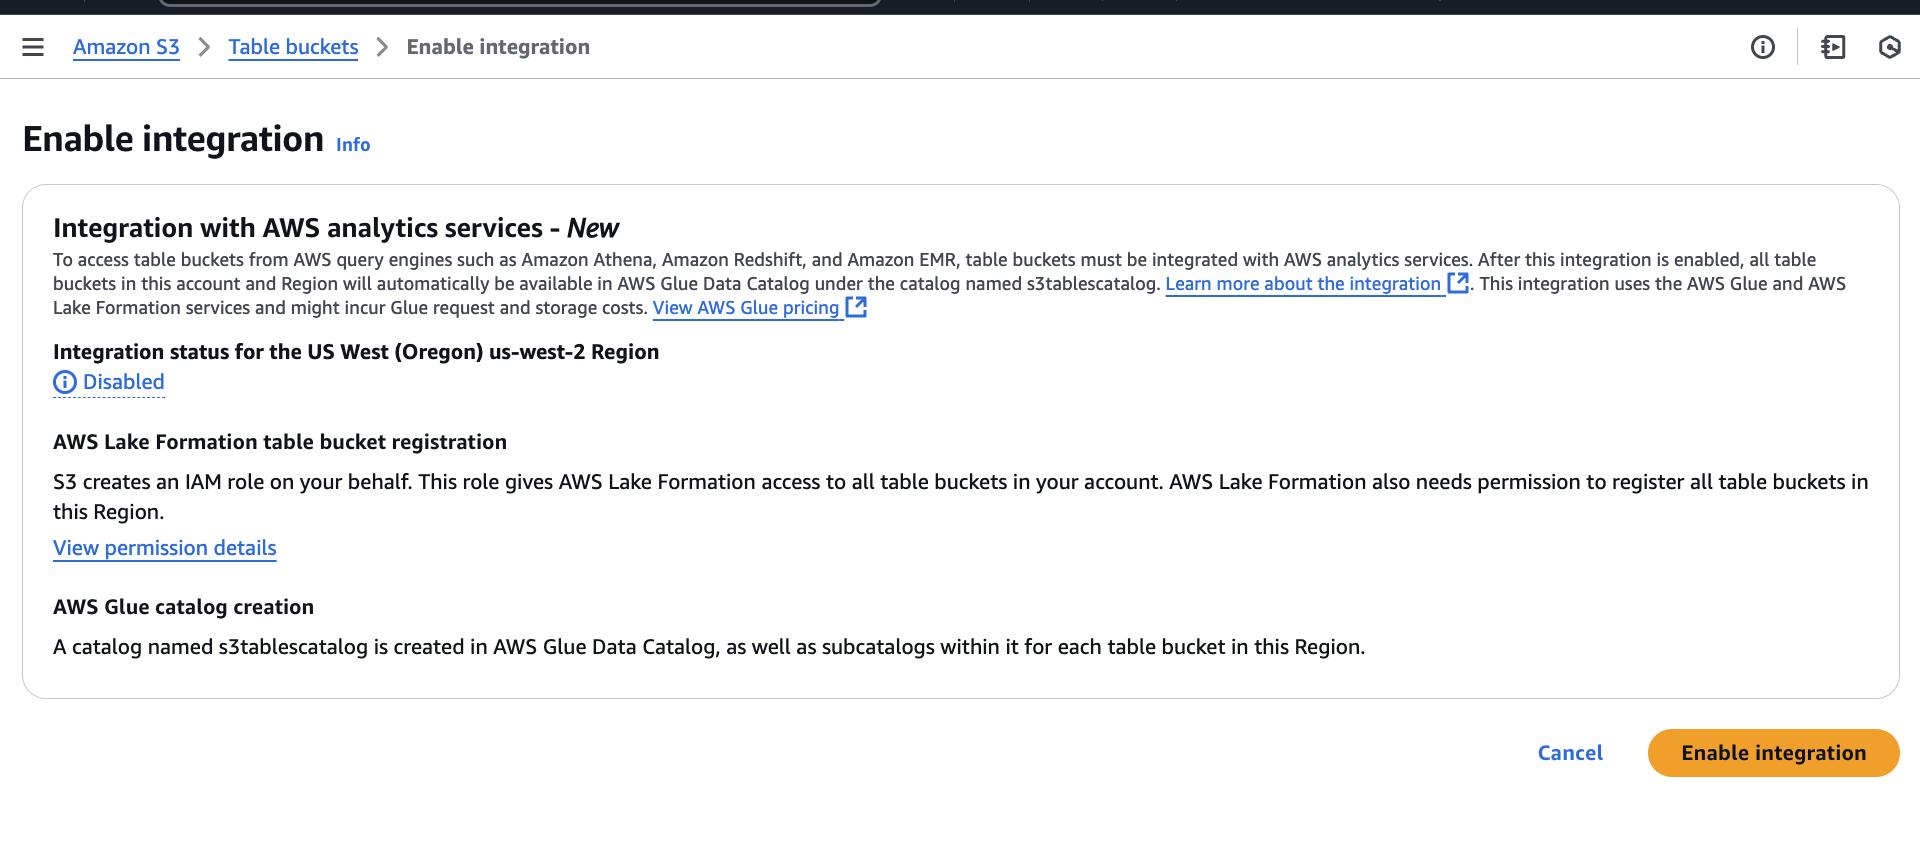 Amazon S3 > Table buckets > Enable integration
Enable integration Info
Integration with AWS analytics services - New
To access table buckets from AWS query engines such as Amazon Athena, Amazon Redshift, and Amazon EMR, table buckets must be integrated with AWS analytics services. After this integration is enabled, all table
buckets in this account and Region will automatically be available in AWS Glue Data Catalog under the catalog named s3tablescatalog. Learn more about the integration. This integration uses the AWS Glue and AWS
Lake Formation services and might incur Glue request and storage costs. View AWS Glue pricing
Integration status for the US West (Oregon) us-west-2 Region
Disabled
AWS Lake Formation table bucket registration
S3 creates an IAM role on your behalf. This role gives AWS Lake Formation access to all table buckets in your account. AWS Lake Formation also needs permission to register all table buckets in
this Region.
View permission details
AWS Glue catalog creation
A catalog named s3tablescatalog is created in AWS Glue Data Catalog, as well as subcatalogs within it for each table bucket in this Region.
Cancel Enable integration